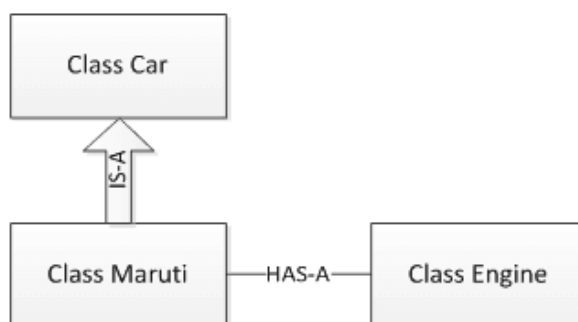 Class Car
IS-A
Class Maruti
HAS-A
Class Engine